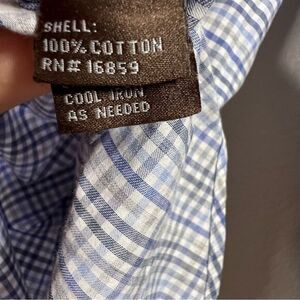 SHELL:
100% COTTON
RN# 16859
COOL IRON
AS NEEDED